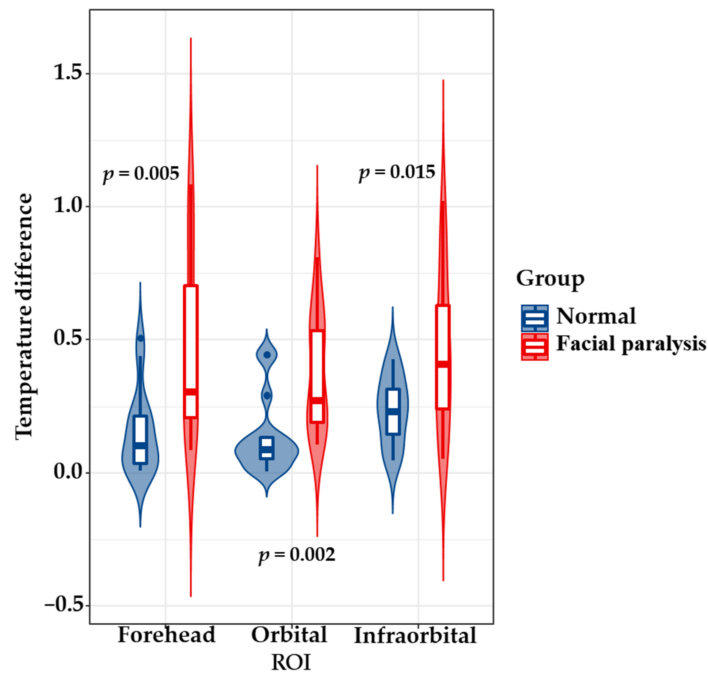 1.5
1.0
0.5
0.0
−0.5
Temperature difference
p = 0.005
p = 0.015
p = 0.002
Forehead Orbital Infraorbital
ROI
Group
Normal
Facial paralysis